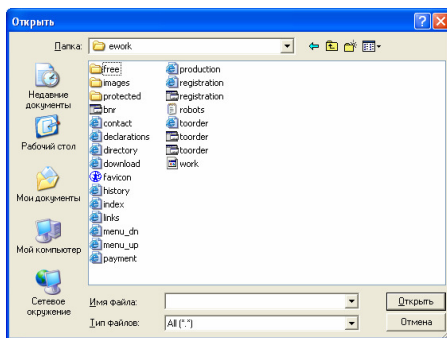 Открыть
Папка: ework
Недавние документы
Рабочий стол
Мои документы
Мой компьютер
Сетевое окружение
free
images
protected
bnr
contact
declarations
directory
download
favicon
history
index
links
menu_dn
menu_up
payment
production
registration
registration
robots
toorder
toorder
toorder
work
Имя файла:
Открыть
Тип файлов: All (*.*)
Отмена